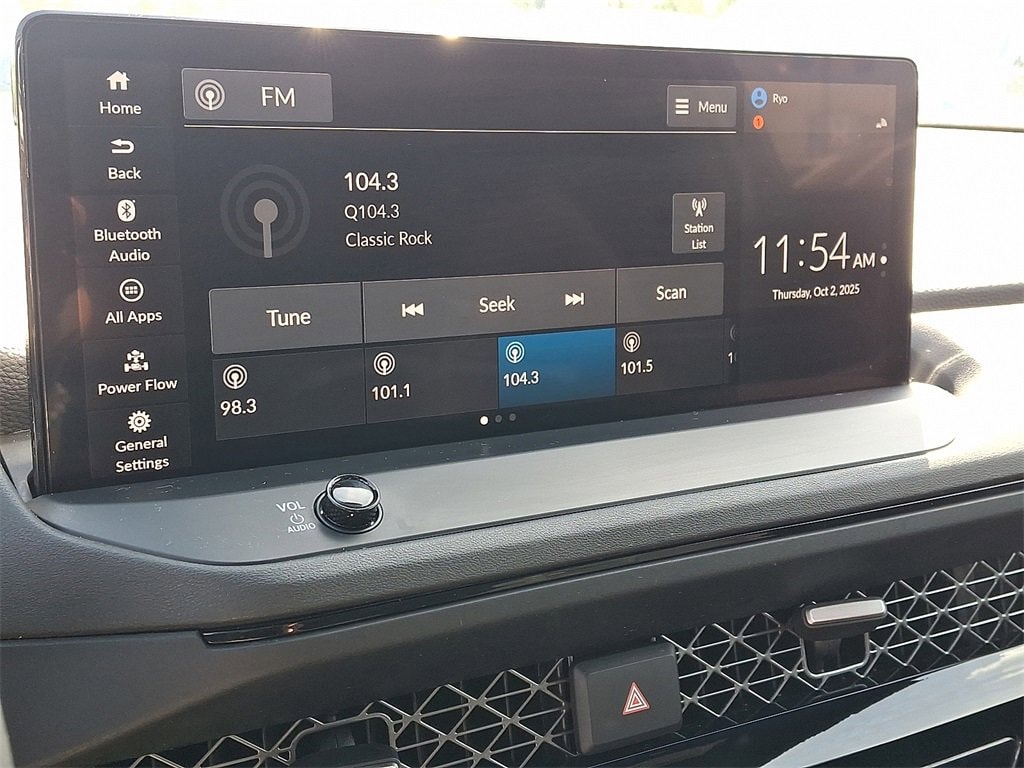 Home
FM
Menu
Ryo
1
Back
104.3
Q104.3
Classic Rock
Bluetooth
Audio
Station
List
11:54 AM
Thursday, Oct 2, 2025
All Apps
Tune
Seek
Scan
Power Flow
98.3
101.1
104.3
101.5
General
Settings
VOL
AUDIO